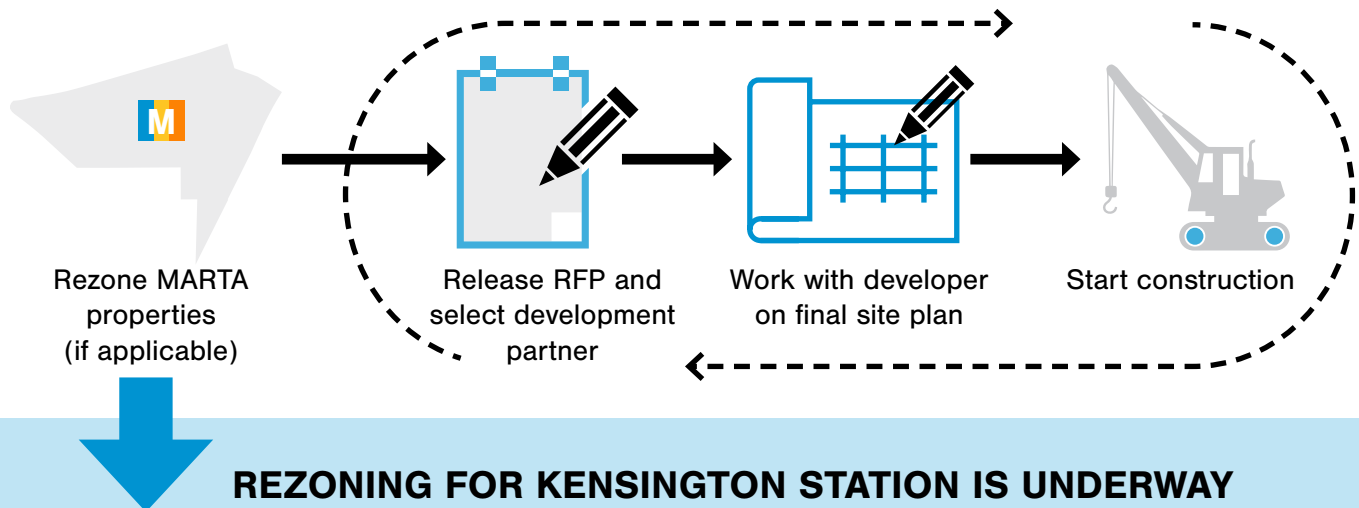 M
Rezone MARTA
properties
(if applicable)
Release RFP and
select development
partner
Work with developer
on final site plan
Start construction
REZONING FOR KENSINGTON STATION IS UNDERWAY